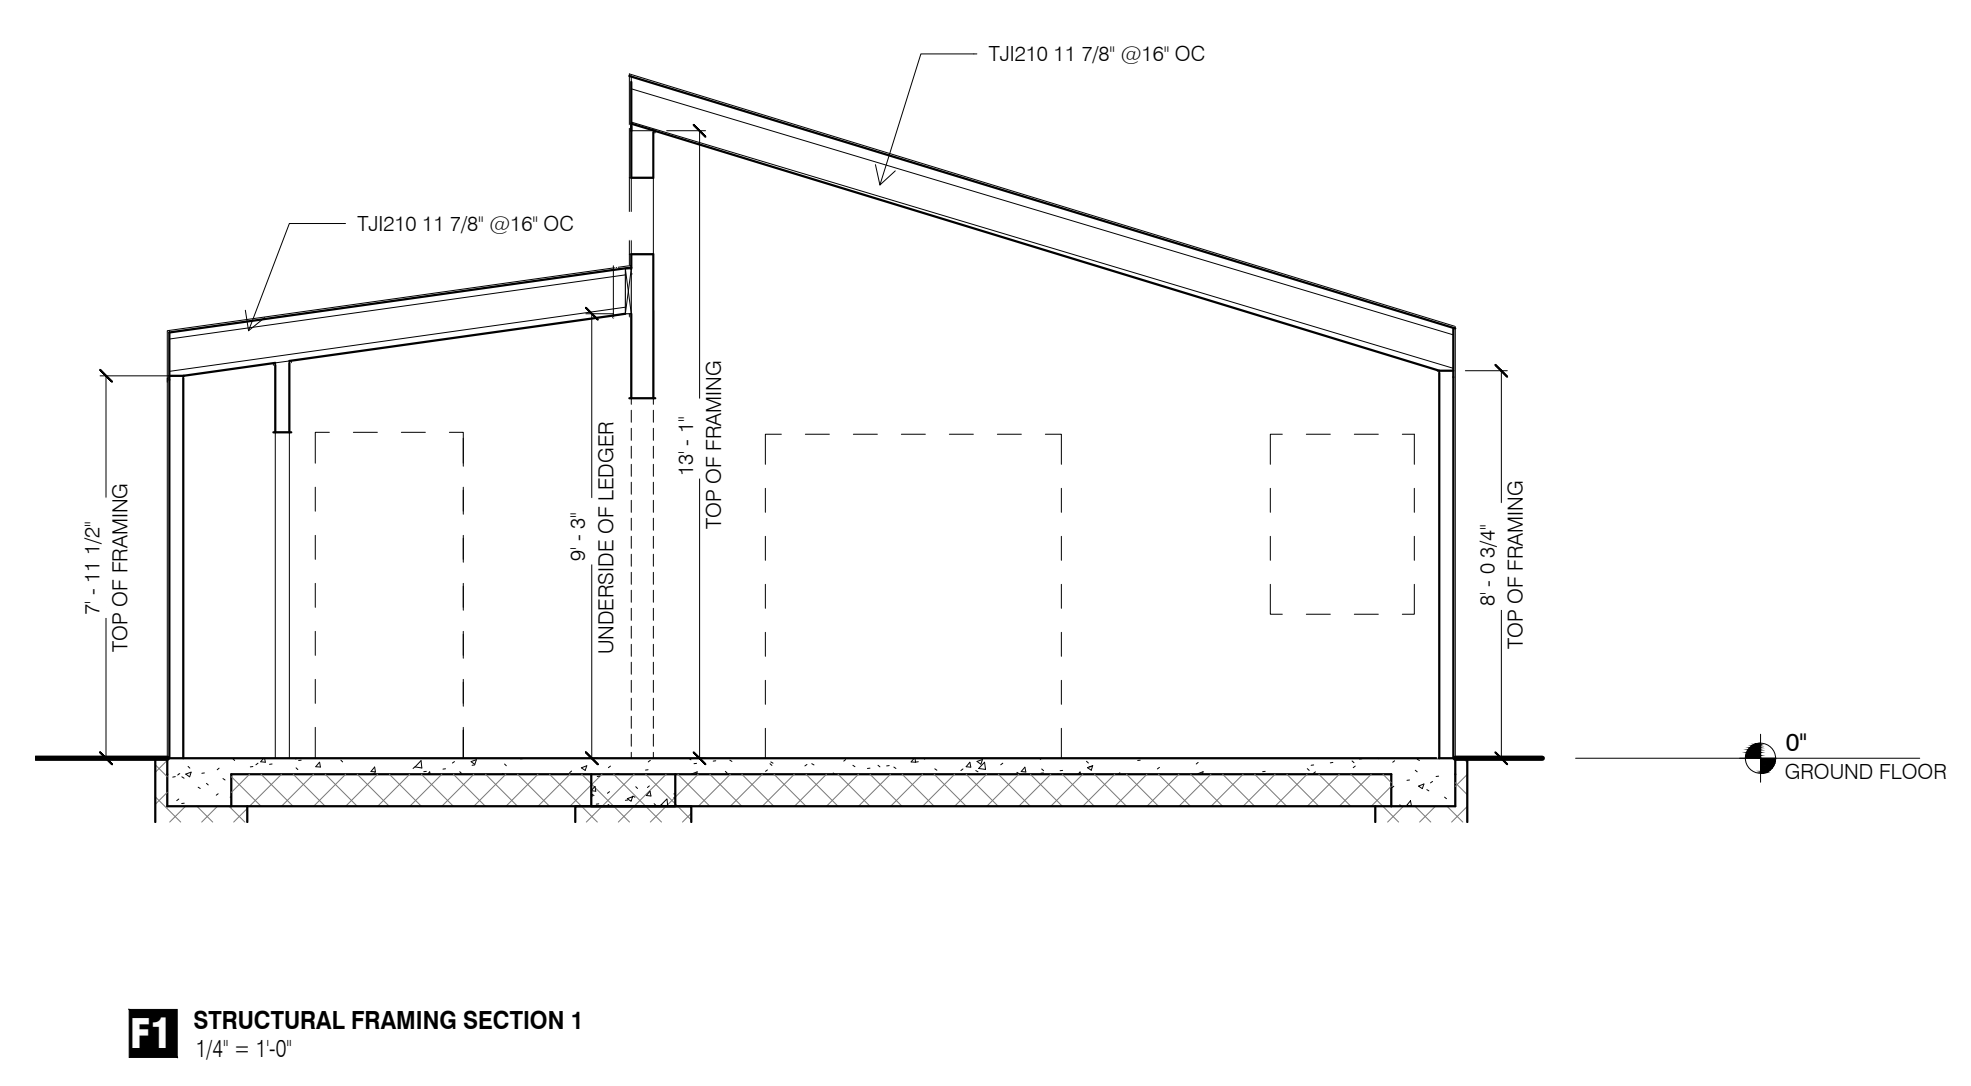 TJI210 11 7/8" @16" OC
TJI210 11 7/8" @16" OC
7' - 11 1/2"
TOP OF FRAMING
9' - 3"
UNDERSIDE OF LEDGER
13' - 1"
TOP OF FRAMING
8' - 0 3/4"
TOP OF FRAMING
0"
GROUND FLOOR
F1
STRUCTURAL FRAMING SECTION 1
1/4" = 1'-0"